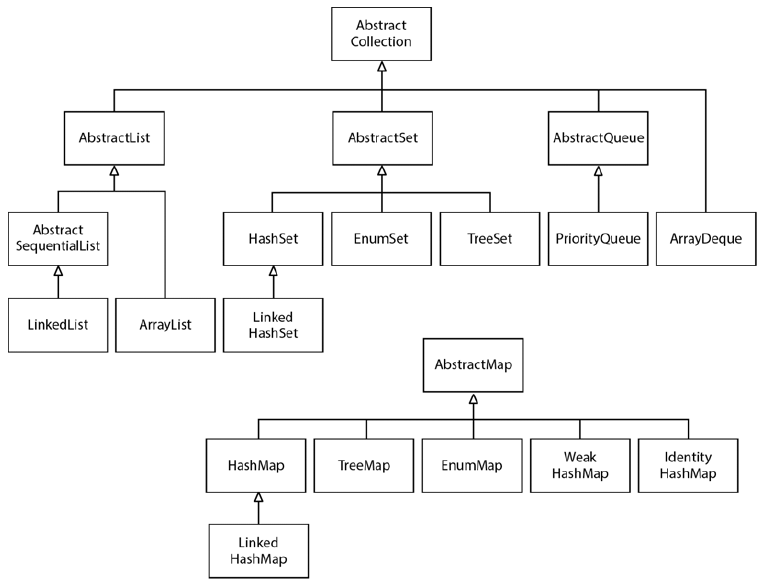 Abstract
Collection
AbstractList
AbstractSet
AbstractQueue
Abstract
SequentialList
HashSet
EnumSet
TreeSet
PriorityQueue
ArrayDeque
LinkedList
ArrayList
Linked
HashSet
AbstractMap
HashMap
TreeMap
EnumMap
Weak
HashMap
Identity
HashMap
Linked
HashMap